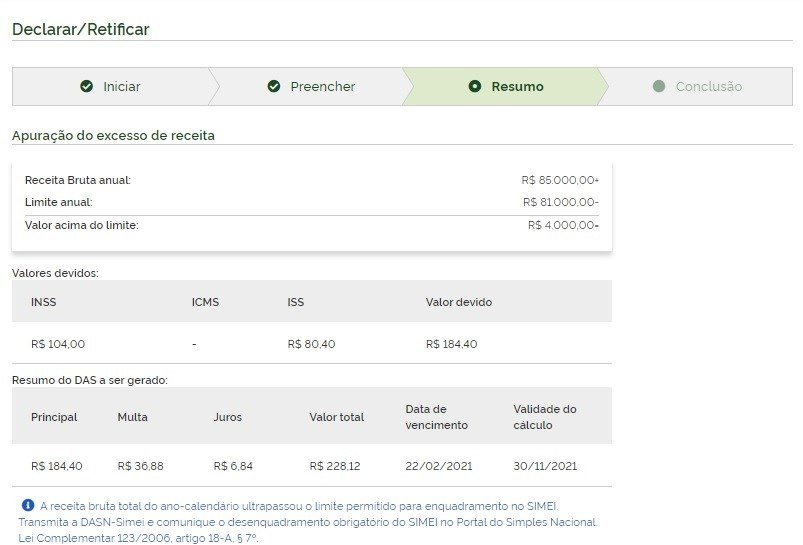 Declarar/Retificar
Iniciar Preencher Resumo Conclusão
Apuração do excesso de receita
Receita Bruta anual: R$ 85.000,00+
Limite anual: R$ 81.000,00-
Valor acima do limite: R$ 4.000,00=
Valores devidos:
INSS ICMS ISS Valor devido
R$ 104,00 - R$ 80,40 R$ 184,40
Resumo do DAS a ser gerado:
Principal Multa Juros Valor total Data de vencimento Validade do cálculo
R$ 184,40 R$ 36,88 R$ 6,84 R$ 228,12 22/02/2021 30/11/2021
A receita bruta total do ano-calendário ultrapassou o limite permitido para enquadramento no SIMEI.
Transmita a DASN-Simei e comunique o desenquadramento obrigatório do SIMEI no Portal do Simples Nacional.
Lei Complementar 123/2006, artigo 18-A, § 7º.